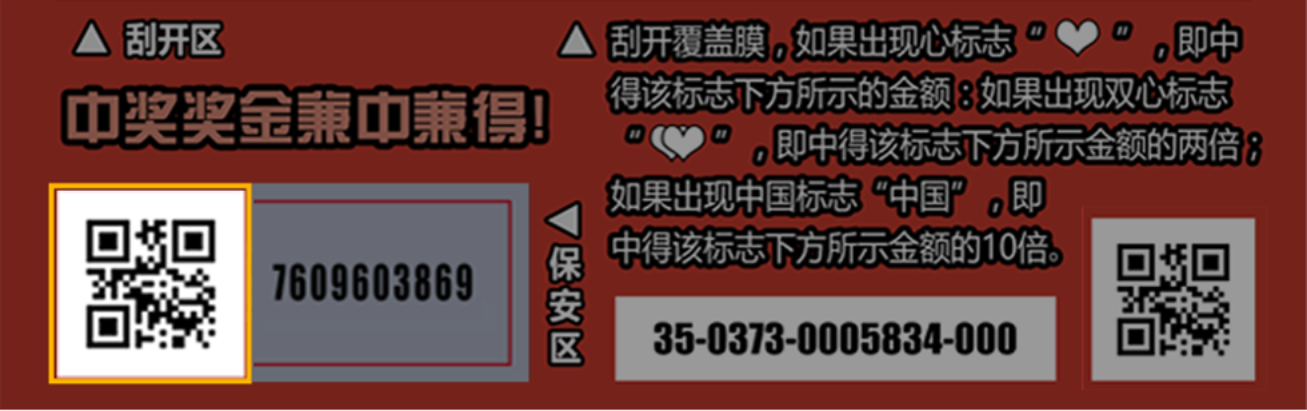 ▲ 刮开区
中奖奖金兼中兼得!
7609603869
◀保安区
▲ 刮开覆盖膜，如果出现心标志“❤”，即中
得该标志下方所示的金额：如果出现双心标志
“❤❤”，即中得该标志下方所示金额的两倍；
如果出现中国标志“中国”，即
中得该标志下方所示金额的10倍。
35-0373-0005834-000